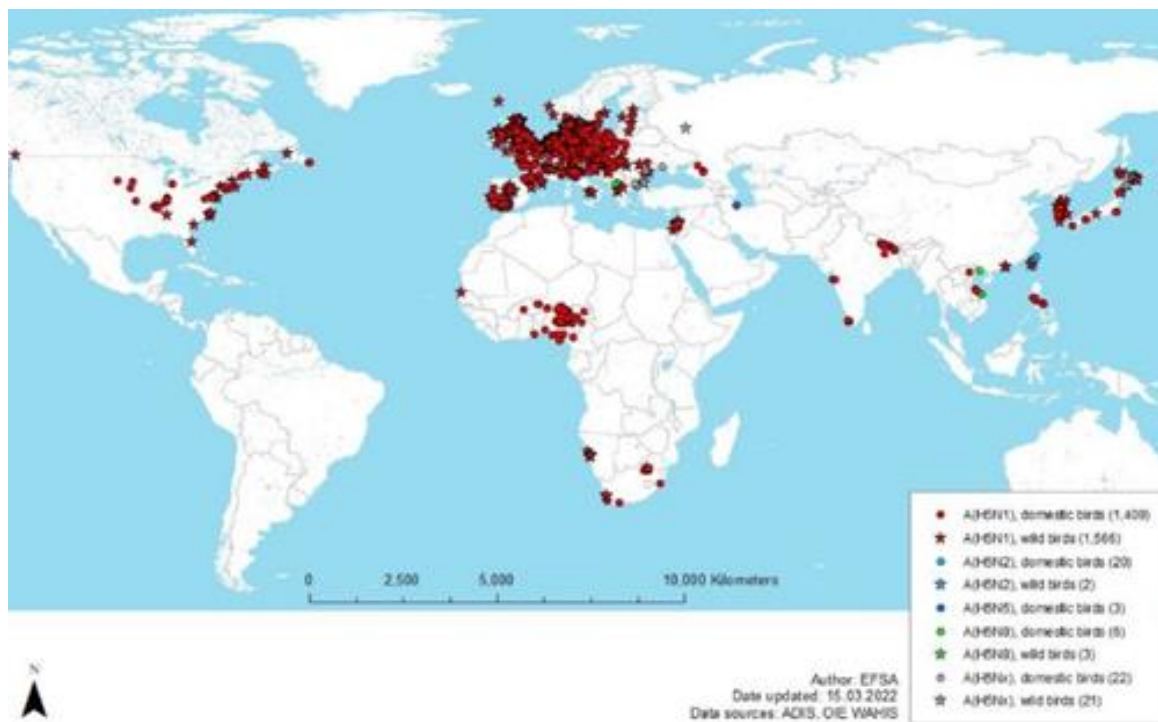 0 2,500 5,000 10,000 Kilometers
A(H5N1), domestic birds (1,409)
A(H5N1), wild birds (1,566)
A(H5N2), domestic birds (20)
A(H5N2), wild birds (2)
A(H5N5), domestic birds (3)
A(H5N8), domestic birds (6)
A(H5N8), wild birds (3)
A(H5Nx), domestic birds (22)
A(H5Nx), wild birds (21)
N
Author: EFSA
Date updated: 15.03.2022
Data sources: ADIS, OIE WAHIS